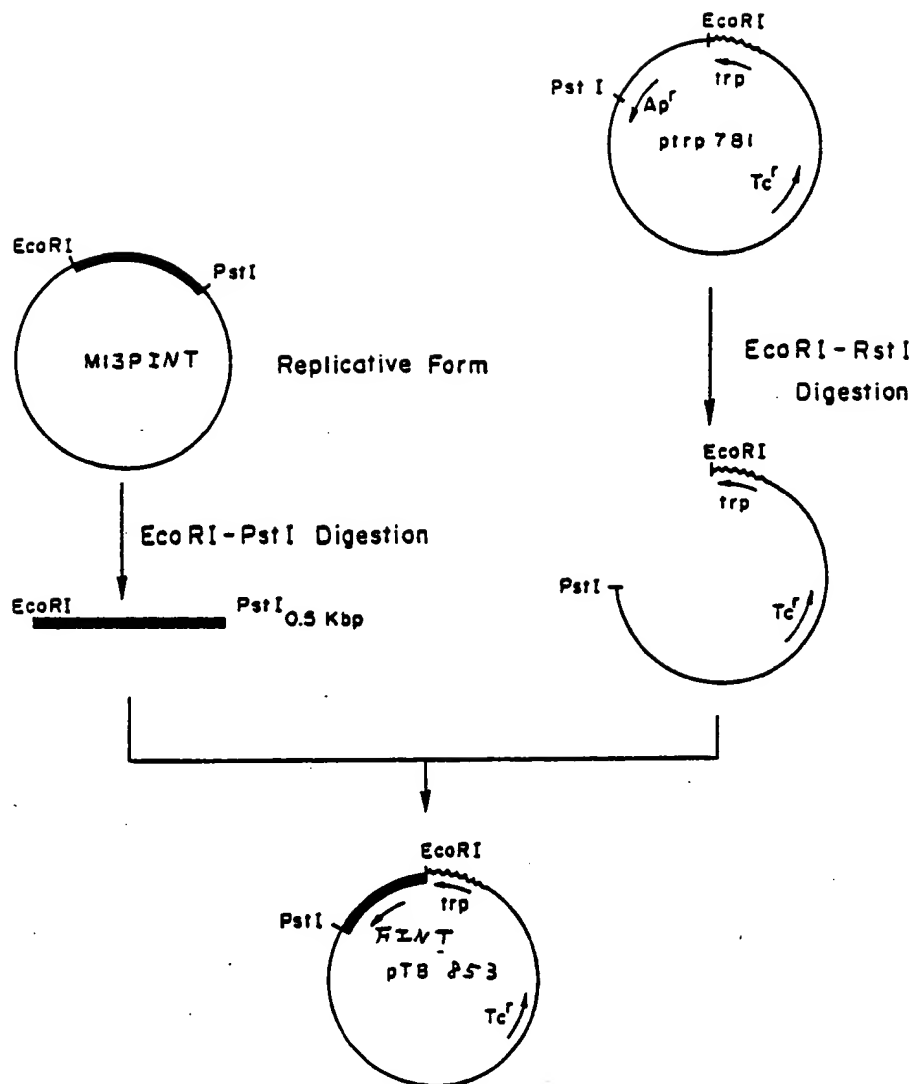 EcoRI
trp
Pst I
Apr
ptrp 781
Tcr
EcoRI
PstI
M13PINT
Replicative Form
EcoRI-RstI
Digestion
EcoRI-PstI Digestion
EcoRI
trp
PstI
Tcr
EcoRI
PstI
0.5 Kbp
EcoRI
trp
PstI
pTB 853
Tcr